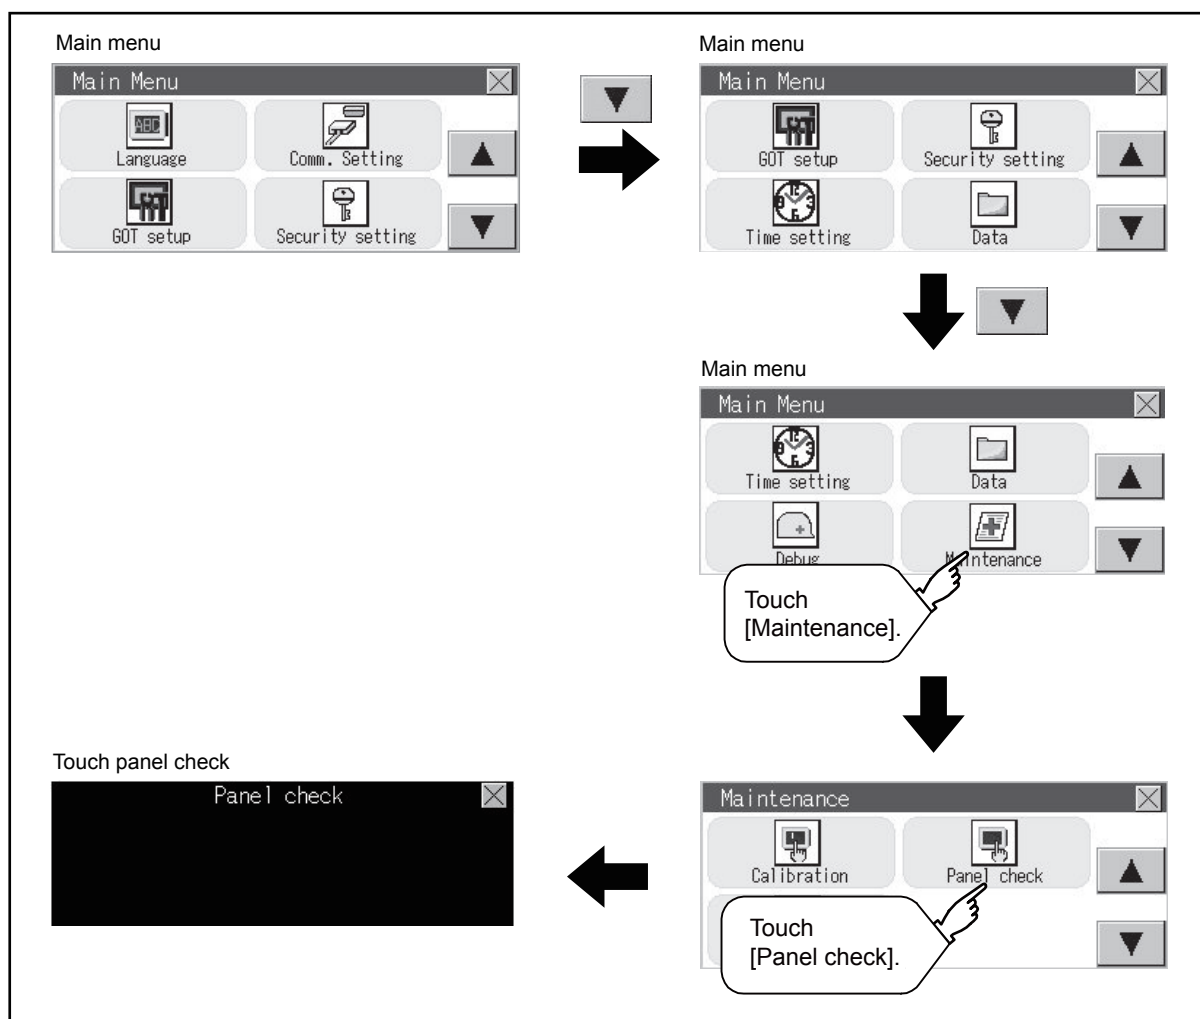 Main menu
Main Menu
ABC
Language
Comm. Setting
GOT setup
Security setting
Main menu
Main Menu
GOT setup
Security setting
Time setting
Data
Main menu
Main Menu
Time setting
Data
Debug
Maintenance
Touch
[Maintenance].
Maintenance
Calibration
Panel check
Touch
[Panel check].
Touch panel check
Panel check